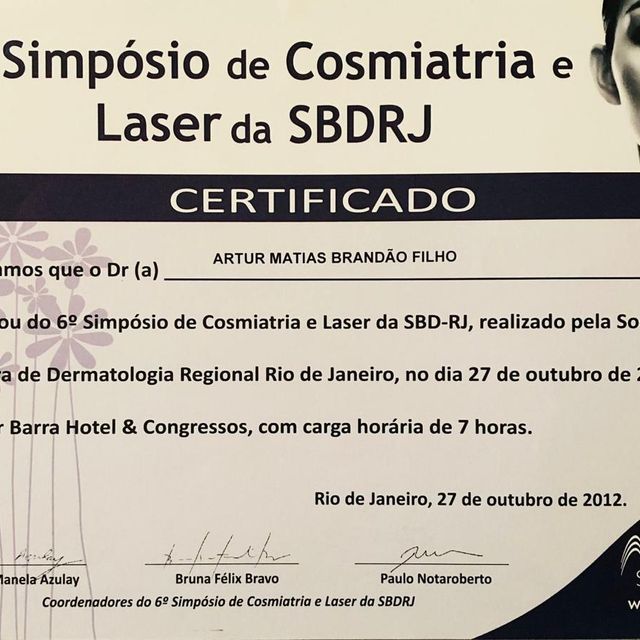 Simpósio de Cosmiatria e
Laser da SBDRJ
CERTIFICADO
amos que o Dr (a) ARTUR MATIAS BRANDÃO FILHO
ou do 6º Simpósio de Cosmiatria e Laser da SBD-RJ, realizado pela So
a de Dermatologia Regional Rio de Janeiro, no dia 27 de outubro de 2
r Barra Hotel & Congressos, com carga horária de 7 horas.
Rio de Janeiro, 27 de outubro de 2012.
Manela Azulay Bruna Félix Bravo Paulo Notaroberto
Coordenadores do 6º Simpósio de Cosmiatria e Laser da SBDRJ